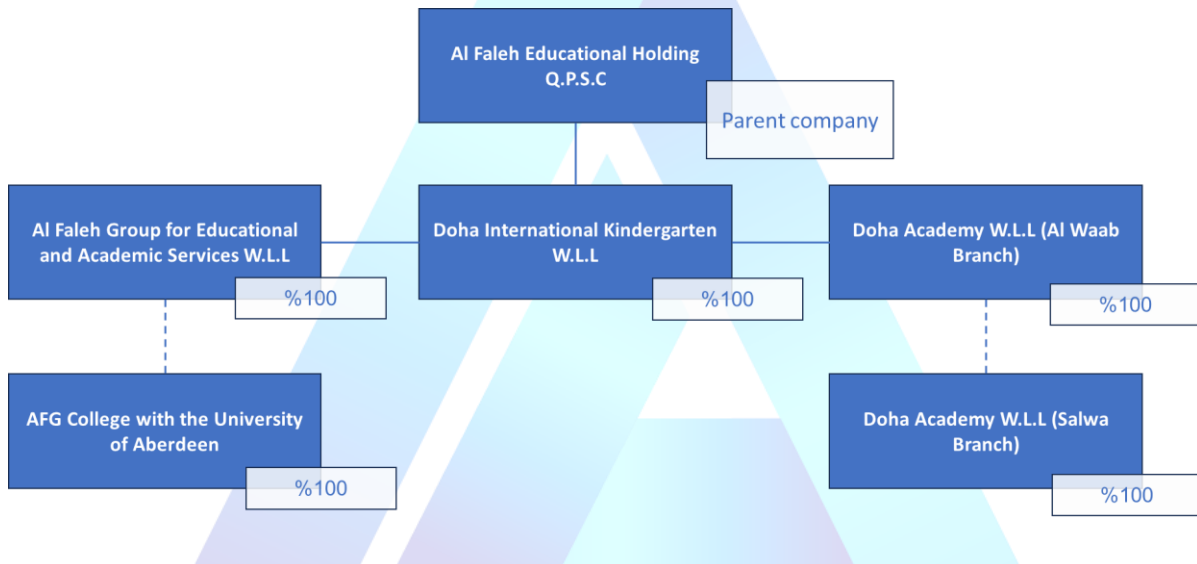 Al Faleh Educational Holding
Q.P.S.C
Parent company
Al Faleh Group for Educational
and Academic Services W.L.L
%100
Doha International Kindergarten
W.L.L
%100
Doha Academy W.L.L (Al Waab
Branch)
%100
AFG College with the University
of Aberdeen
%100
Doha Academy W.L.L (Salwa
Branch)
%100